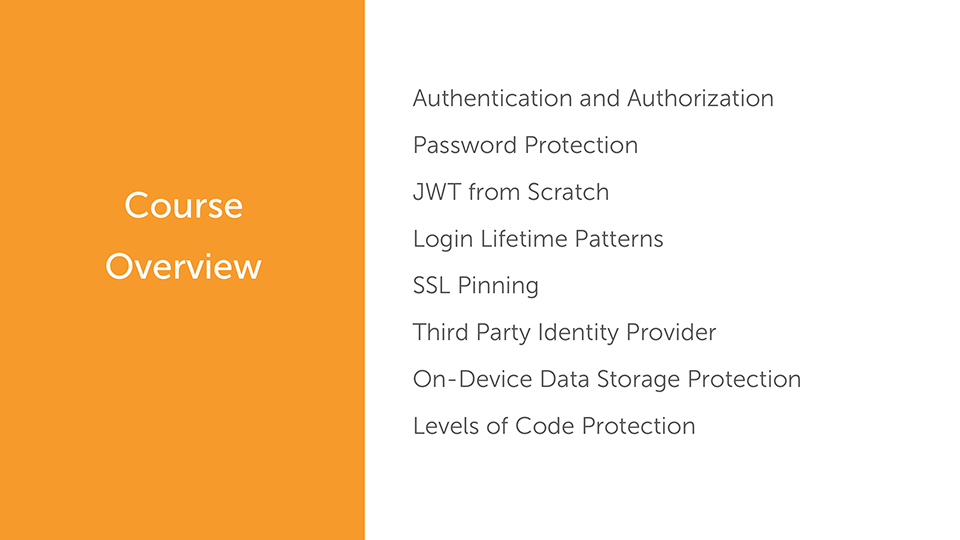 Course
Overview
Authentication and Authorization
Password Protection
JWT from Scratch
Login Lifetime Patterns
SSL Pinning
Third Party Identity Provider
On-Device Data Storage Protection
Levels of Code Protection